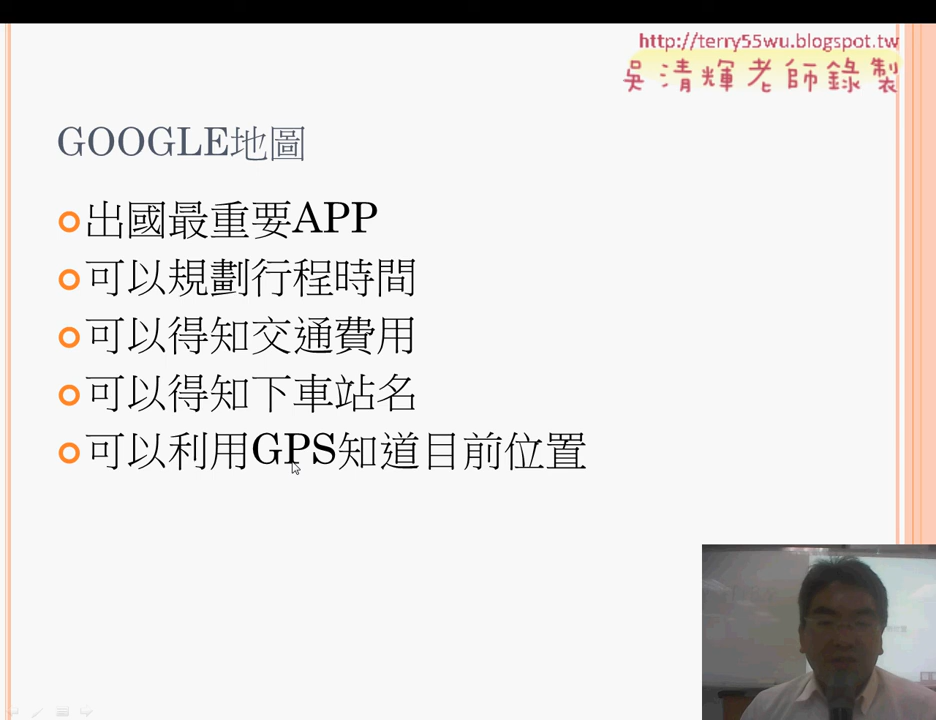 http://terry55wu.blogspot.tw
吳清輝老師錄製
GOOGLE地圖
出國最重要APP
可以規劃行程時間
可以得知交通費用
可以得知下車站名
可以利用GPS知道目前位置